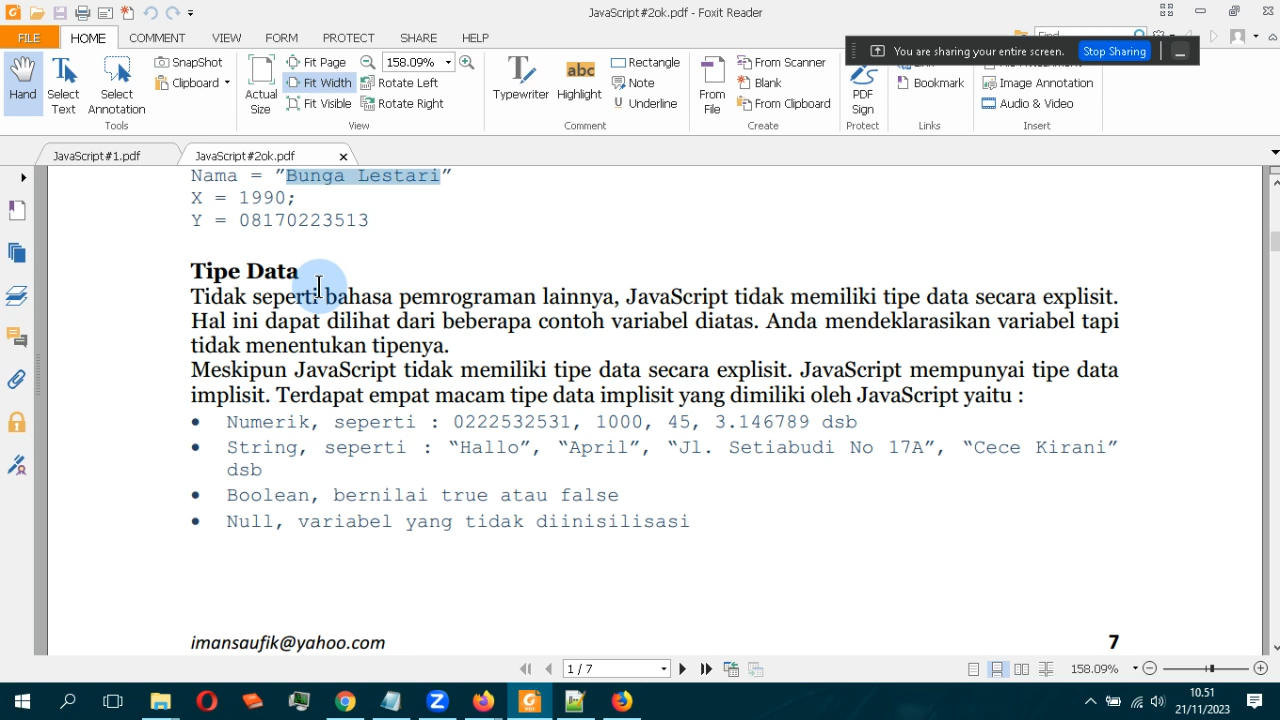 JavaScript#2ok.pdf - Foxit Reader
FILE HOME COMMENT VIEW FORM PROTECT SHARE HELP Find
You are sharing your entire screen. Stop Sharing
Hand
Select Text
Select Annotation
SnapShot
Clipboard
Tools
Actual Size
Fit Page
Fit Width
Fit Visible
158.09%
Rotate Left
Rotate Right
View
Typewriter
abc
Highlight
Rectangle
Note
Underline
Comment
From File
From Scanner
Blank
From Clipboard
Create
PDF Sign
Protect
Bookmark
Links
Image Annotation
Audio & Video
Insert
JavaScript#1.pdf JavaScript#2ok.pdf
Nama = ”Bunga Lestari”
X = 1990;
Y = 08170223513
Tipe Data
Tidak seperti bahasa pemrograman lainnya, JavaScript tidak memiliki tipe data secara explisit.
Hal ini dapat dilihat dari beberapa contoh variabel diatas. Anda mendeklarasikan variabel tapi
tidak menentukan tipenya.
Meskipun JavaScript tidak memiliki tipe data secara explisit. JavaScript mempunyai tipe data
implisit. Terdapat empat macam tipe data implisit yang dimiliki oleh JavaScript yaitu :
• Numerik, seperti : 0222532531, 1000, 45, 3.146789 dsb
• String, seperti : “Hallo”, “April”, “Jl. Setiabudi No 17A”, “Cece Kirani”
dsb
• Boolean, bernilai true atau false
• Null, variabel yang tidak diinisilisasi
imansaufik@yahoo.com 7
1 / 7 158.09%
10.51
21/11/2023